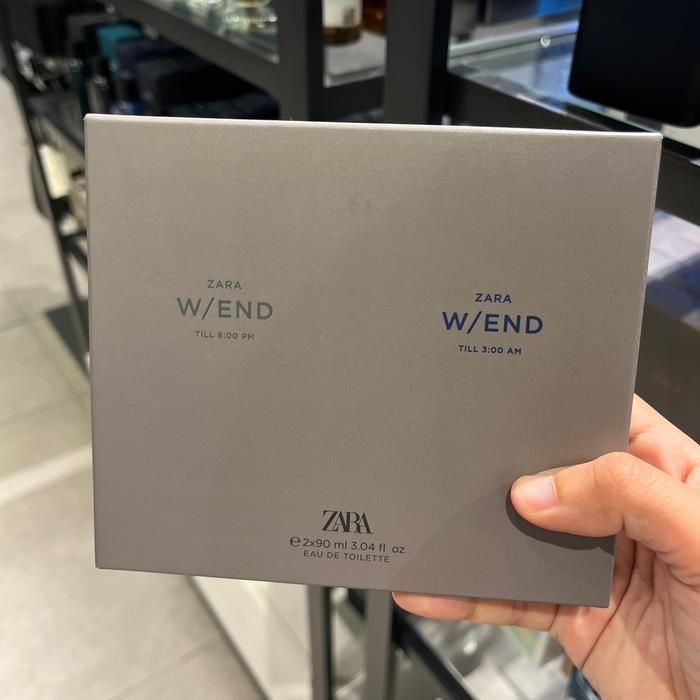 ZARA
W/END
TILL 8:00 PM
ZARA
W/END
TILL 3:00 AM
ZARA
℮ 2x90 ml 3.04 fl oz
EAU DE TOILETTE